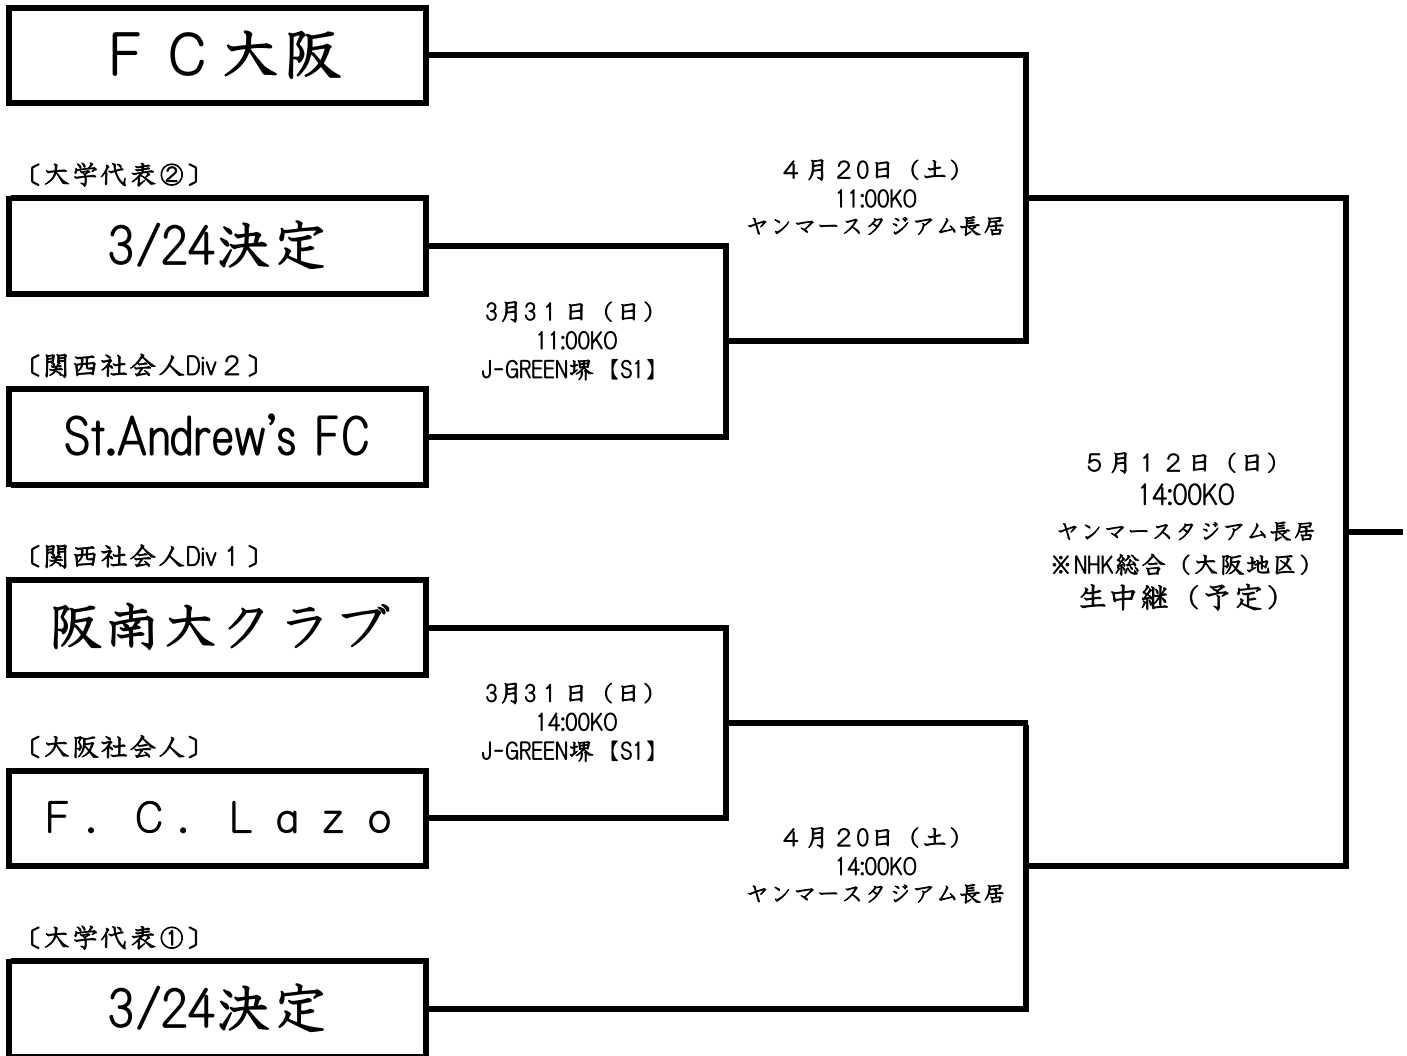 ＦＣ大阪
〔大学代表②〕
3/24決定
〔関西社会人Div２〕
St.Andrew’s FC
〔関西社会人Div１〕
阪南大クラブ
〔大阪社会人〕
Ｆ．Ｃ．Ｌａｚｏ
〔大学代表①〕
3/24決定
3月3１日（日）
11:00KO
J-GREEN堺【S1】
3月3１日（日）
14:00KO
J-GREEN堺【S1】
４月２0日（土）
11:00KO
ヤンマースタジアム長居
４月２0日（土）
14:00KO
ヤンマースタジアム長居
５月１２日（日）
14:00KO
ヤンマースタジアム長居
※NHK総合（大阪地区）
生中継（予定）